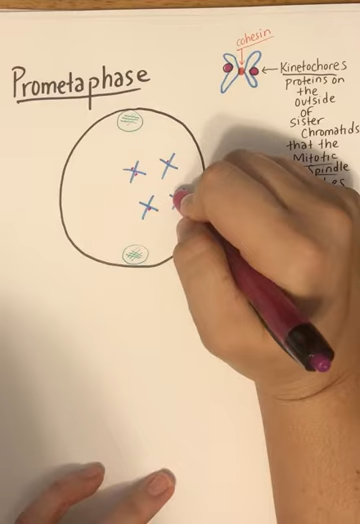 cohesin
Prometaphase
Kinetochores
proteins on
the
outside
of
sister
Chromatids
that the
Mitotic
Spindle